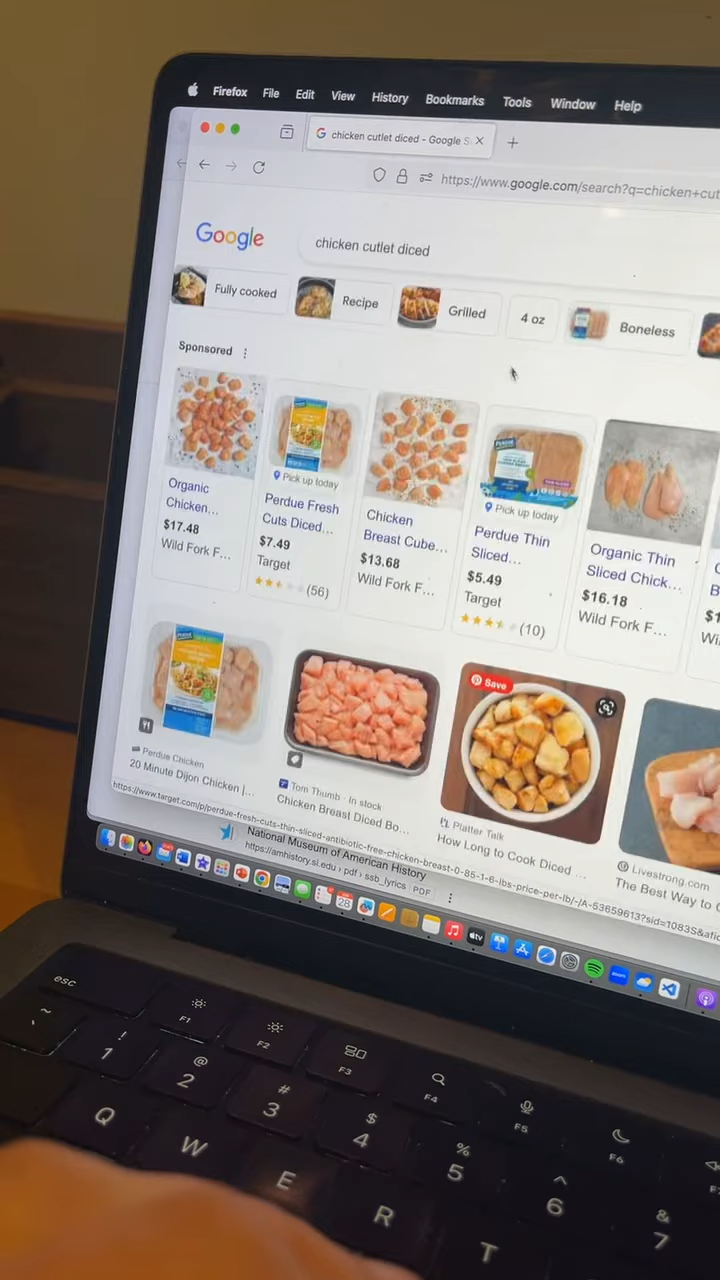 Firefox File Edit View History Bookmarks Tools Window Help
chicken cutlet diced - Google S
https://www.google.com/search?q=chicken+cut
Google
chicken cutlet diced
Fully cooked
Recipe
Grilled
4 oz
Boneless
Sponsored
Organic
Chicken...
$17.48
Wild Fork F...
Pick up today
Perdue Fresh
Cuts Diced...
$7.49
Target
(56)
Chicken
Breast Cube...
$13.68
Wild Fork F...
Pick up today
Perdue Thin
Sliced...
$5.49
Target
(10)
Organic Thin
Sliced Chick...
$16.18
Wild Fork F...
Perdue Chicken
20 Minute Dijon Chicken |...
Tom Thumb · In stock
Chicken Breast Diced Bo...
Save
Platter Talk
How Long to Cook Diced ...
Livestrong.com
The Best Way to
https://www.target.com/p/perdue-fresh-cuts-thin-sliced-antibiotic-free-chicken-breast-0-85-1-6-lbs-price-per-lb/-/A-53659613?sid=1083S&afi
National Museum of American History
https://amhistory.si.edu › pdf › ssb_lyrics PDF
28
tv
esc
F1
F2
F3
F4
F5
F6
~
`
! 1
@ 2
# 3
$ 4
% 5
^ 6
& 7
Q W E R T